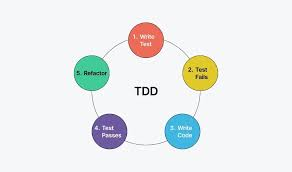 1. Write
Test
2. Test
Fails
3. Write
Code
4. Test
Passes
5. Refactor
TDD